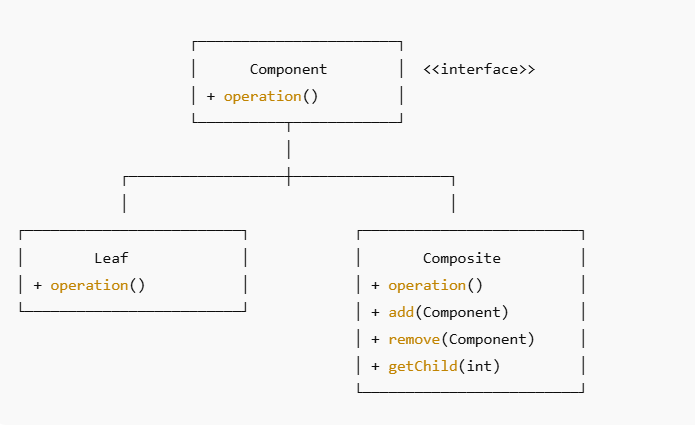 Component <<interface>>
+ operation()
Leaf Composite
+ operation() + operation()
+ add(Component)
+ remove(Component)
+ getChild(int)